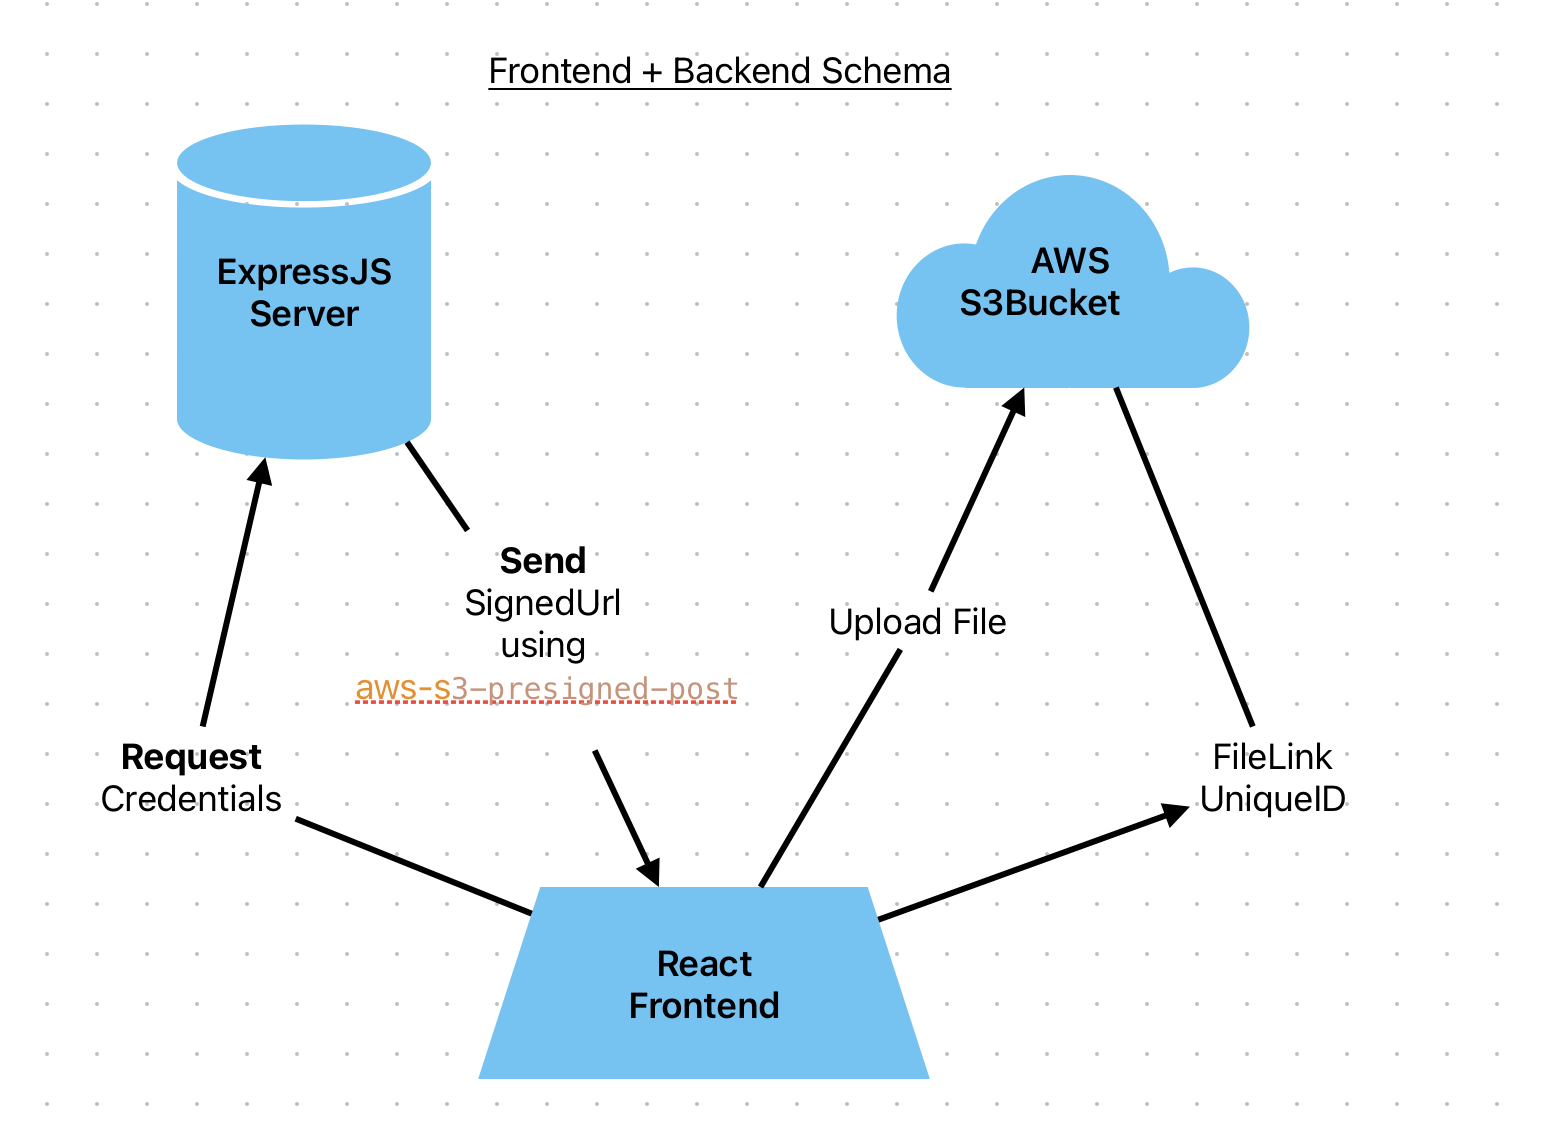 Frontend + Backend Schema
ExpressJS
Server
AWS
S3Bucket
Send
SignedUrl
using
aws-s3-presigned-post
Upload File
Request
Credentials
FileLink
UniqueID
React
Frontend